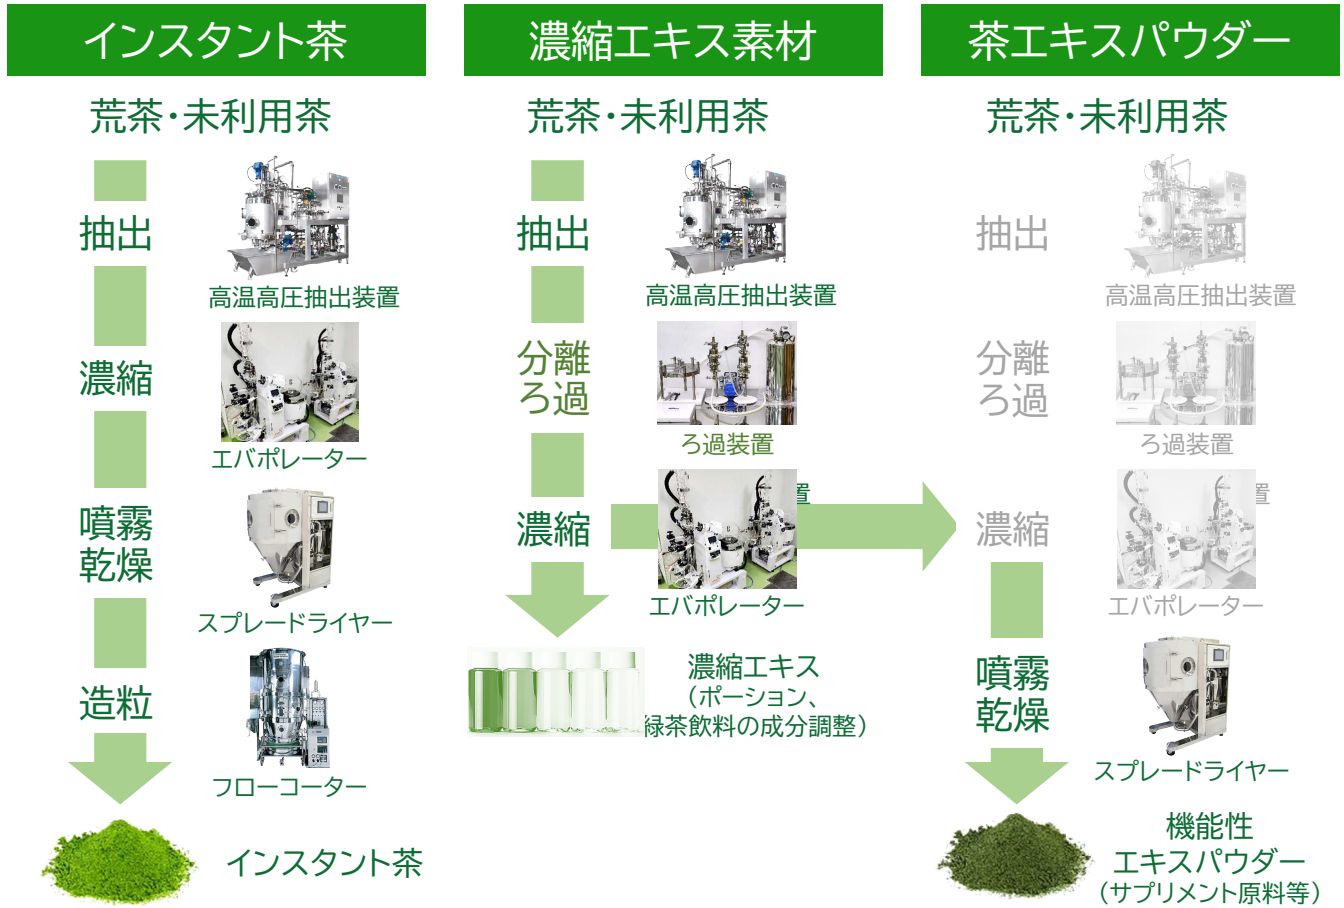 インスタント茶
荒茶・未利用茶
抽出
高温高圧抽出装置
濃縮
エバポレーター
噴霧
乾燥
スプレードライヤー
造粒
フローコーター
インスタント茶
濃縮エキス素材
荒茶・未利用茶
抽出
高温高圧抽出装置
分離
ろ過
ろ過装置
濃縮
置
エバポレーター
濃縮エキス
（ポーション、
緑茶飲料の成分調整）
茶エキスパウダー
荒茶・未利用茶
抽出
高温高圧抽出装置
分離
ろ過
ろ過装置
濃縮
置
エバポレーター
噴霧
乾燥
スプレードライヤー
機能性
エキスパウダー
（サプリメント原料等）